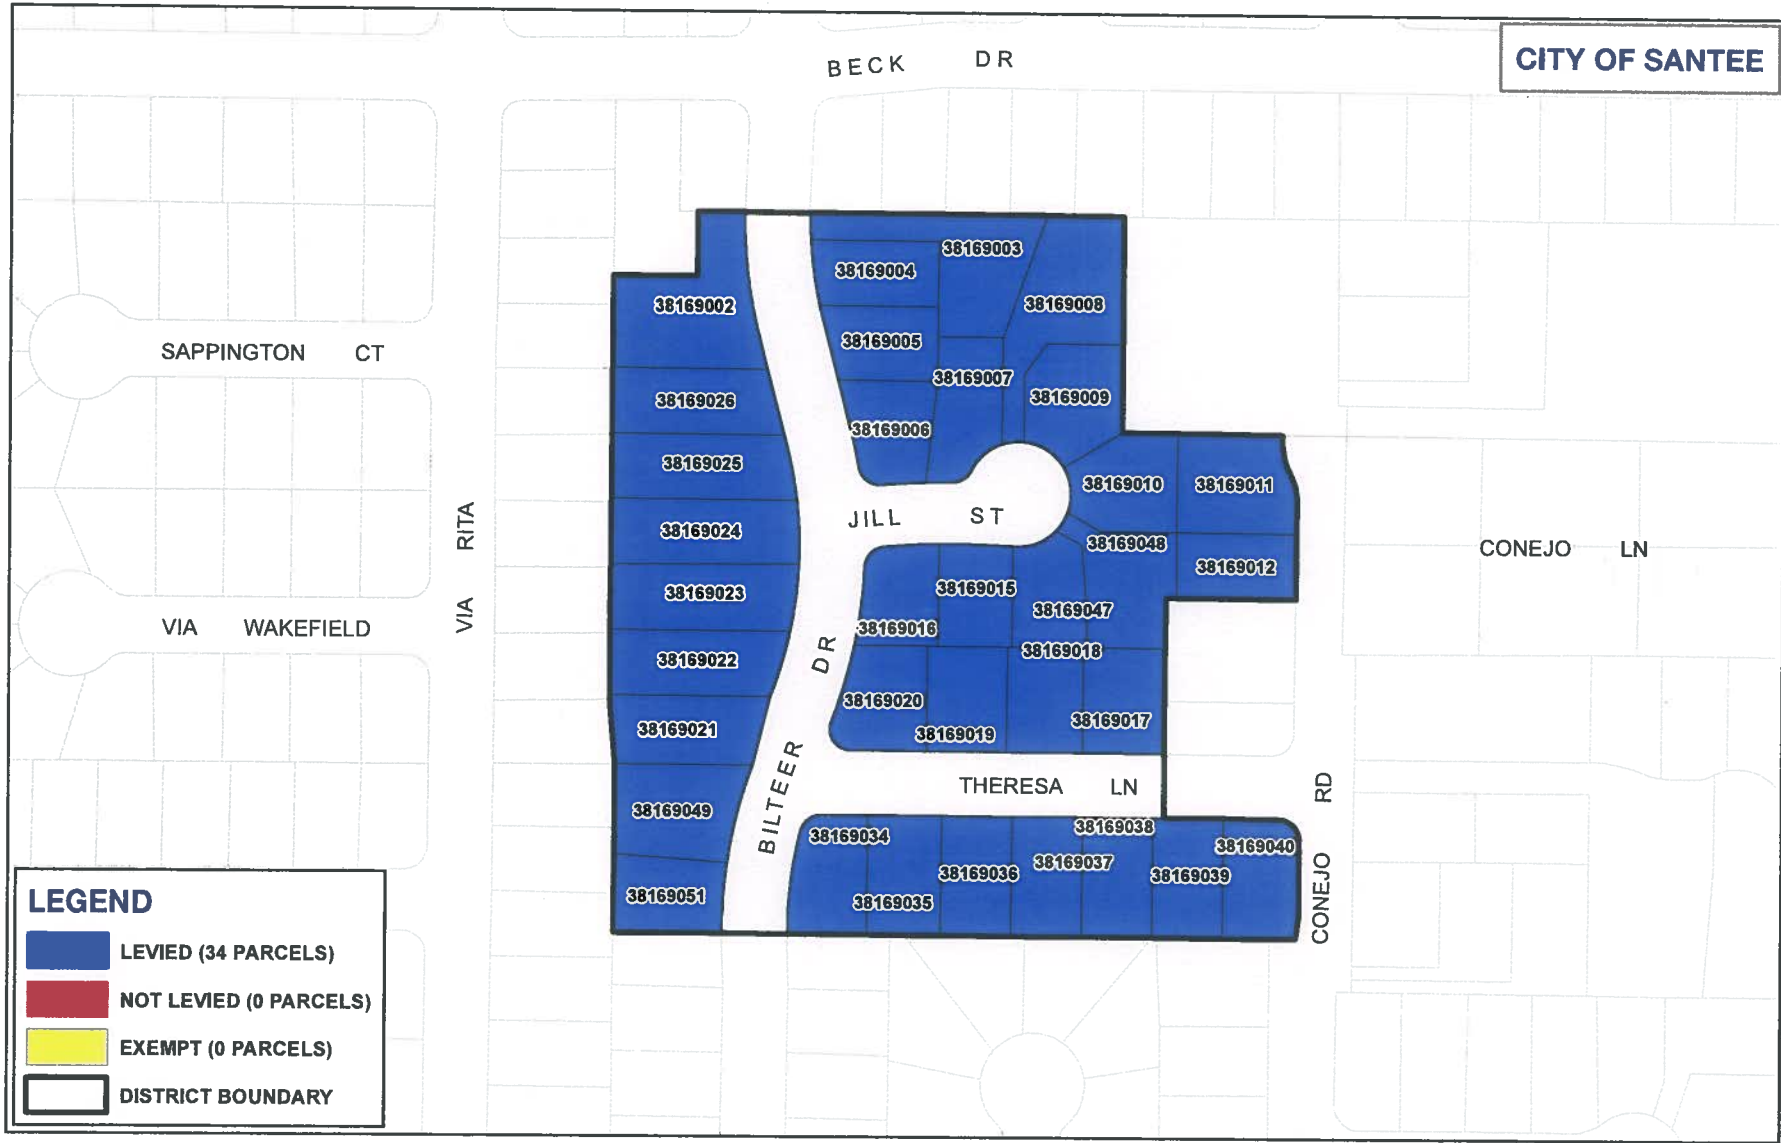 BECK DR
CITY OF SANTEE
38169003
38169004
38169002
38169008
38169005
SAPPINGTON CT
38169007
38169026
38169009
38169006
38169025
38169010
38169011
JILL ST
RITA
38169024
38169048
CONEJO LN
38169012
38169023
38169015
38169047
VIA
VIA WAKEFIELD
38169016
38169018
DR
38169022
38169020
38169017
38169021
38169019
THERESA LN
RD
BILTEER
38169049
38169038
38169034
38169040
38169037
38169036
38169039
CONEJO
38169051
38169035
LEGEND
LEVIED (34 PARCELS)
NOT LEVIED (0 PARCELS)
EXEMPT (0 PARCELS)
DISTRICT BOUNDARY